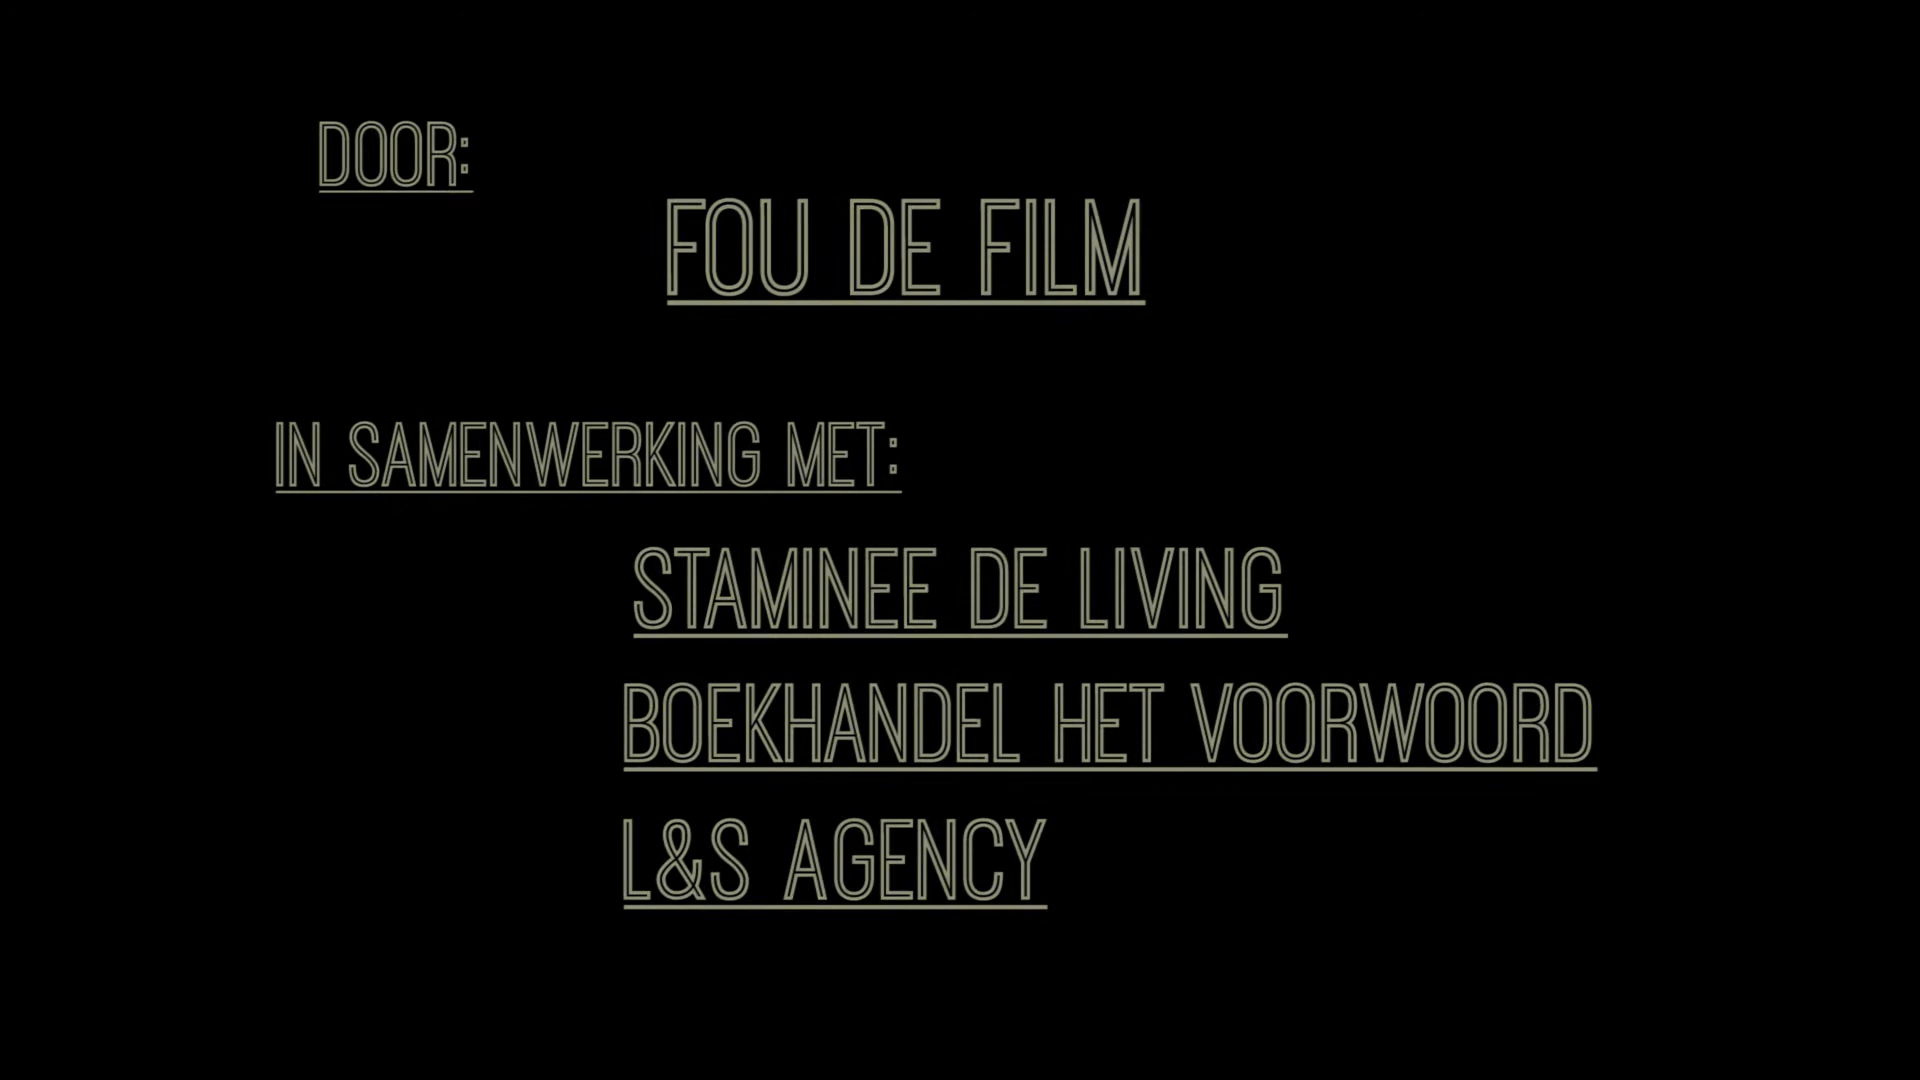 DOOR:
FOU DE FILM
IN SAMENWERKING MET:
STAMINEE DE LIVING
BOEKHANDEL HET VOORWOORD
L&S AGENCY